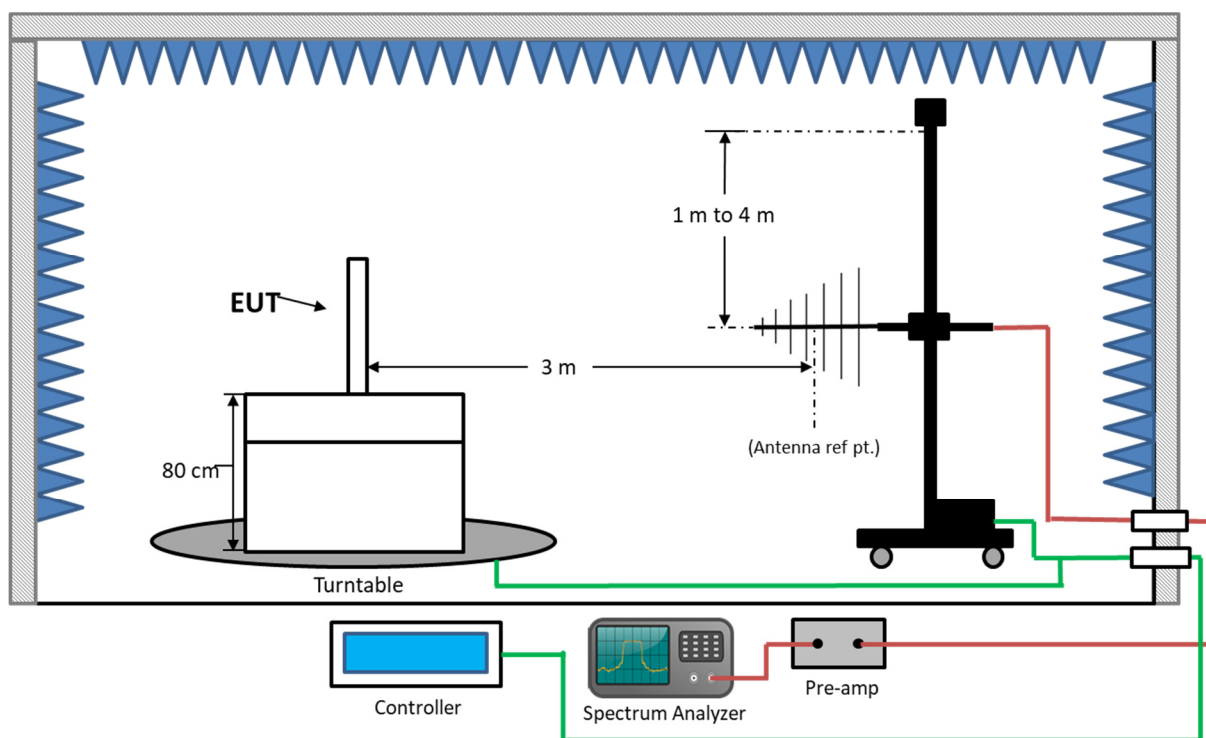 1 m to 4 m
EUT
3 m
(Antenna ref pt.)
80 cm
Turntable
Controller
Spectrum Analyzer
Pre-amp